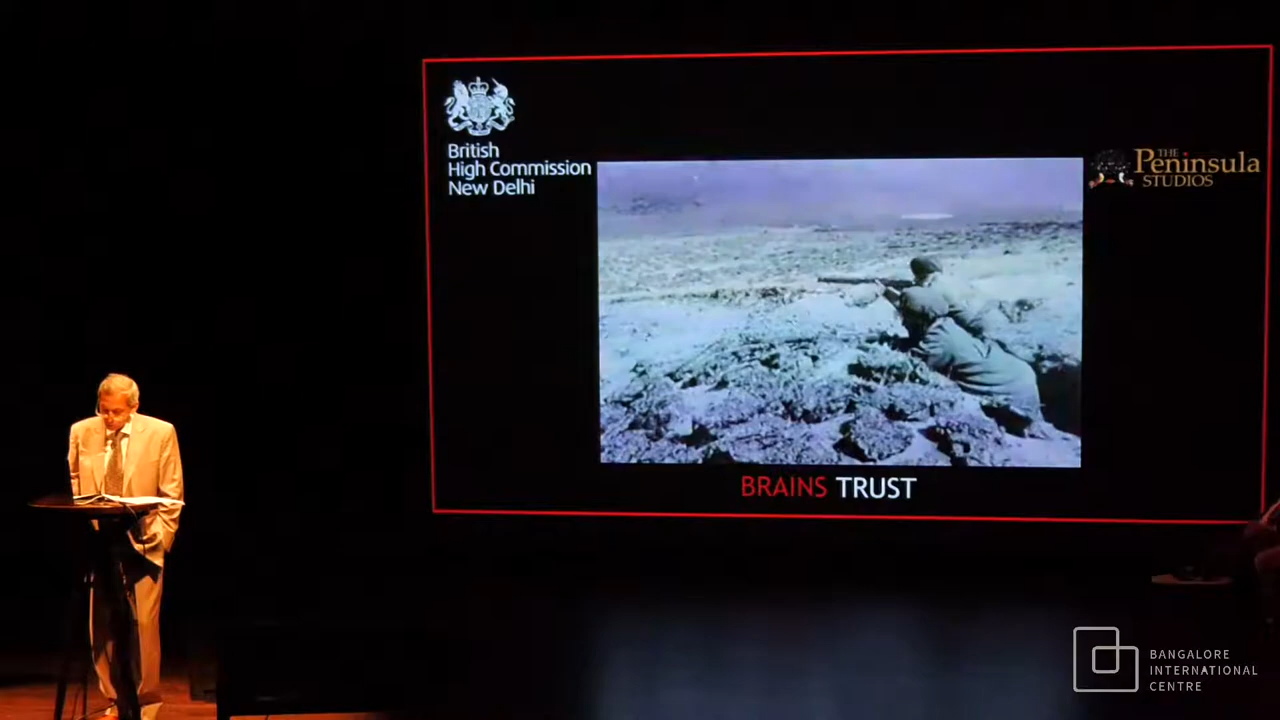 British
High Commission
New Delhi
THE
Peninsula
STUDIOS
BRAINS TRUST
BANGALORE
INTERNATIONAL
CENTRE